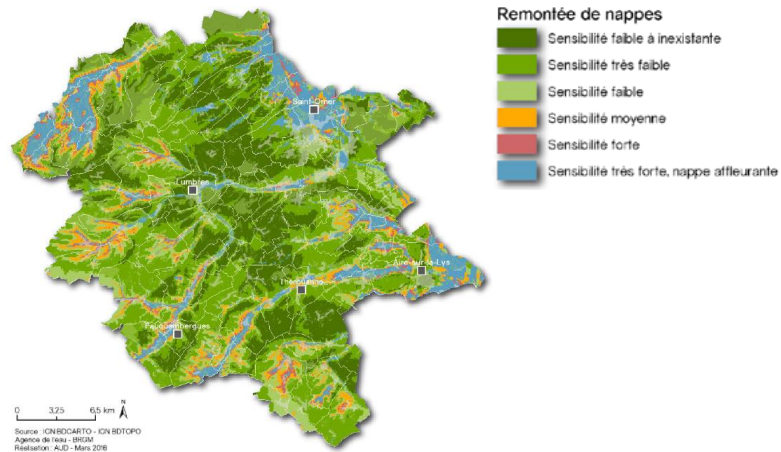 Remontée de nappes
Sensibilité faible à inexistante
Sensibilité très faible
Sensibilité faible
Sensibilité moyenne
Sensibilité forte
Sensibilité très forte, nappe affleurante
Saint-Omer
Lumbres
Aire-sur-la-Lys
Thérouanne
Fauquembergues
N
0 3,25 6,5 km
Source : IGN BDCARTO - IGN BDTOPO
Agence de l'eau - BRGM
Réalisation : AUD - Mars 2016